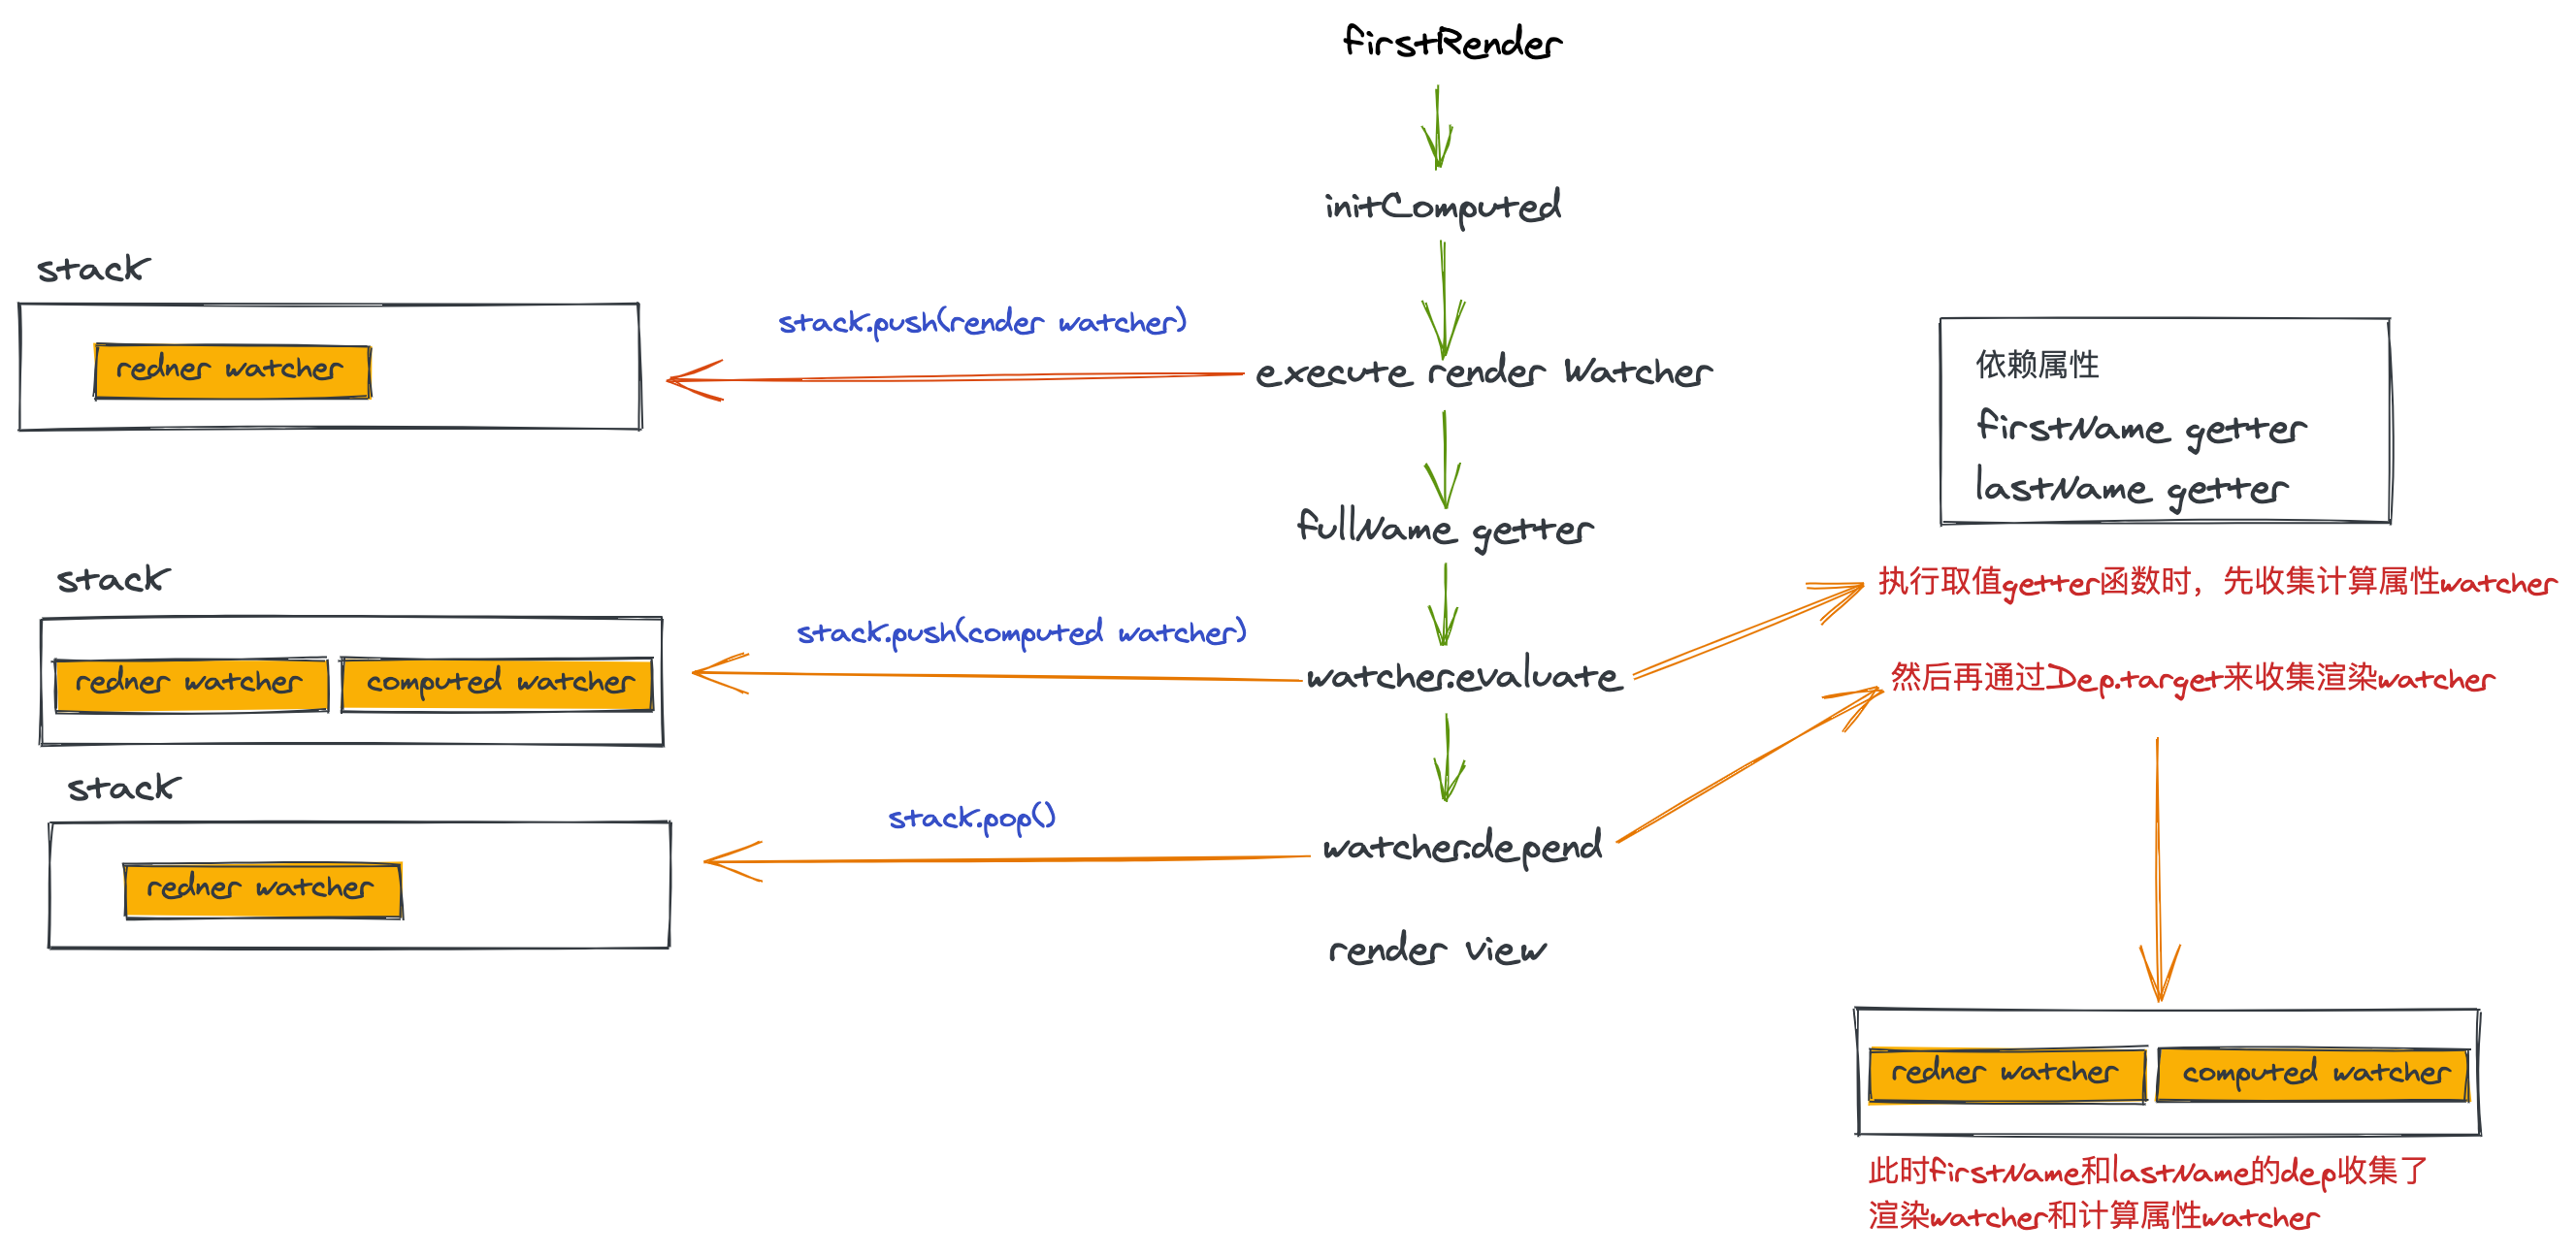 firstRender
initComputed
stack
stack.push(render watcher)
redner watcher
execute render Watcher
依赖属性
firstName getter
lastName getter
fullName getter
stack
stack.push(computed watcher)
redner watcher
computed watcher
watcher.evaluate
执行取值getter函数时，先收集计算属性watcher
然后再通过Dep.target来收集渲染watcher
stack
stack.pop()
redner watcher
watcher.depend
render view
redner watcher
computed watcher
此时firstName和lastName的dep收集了
渲染watcher和计算属性watcher